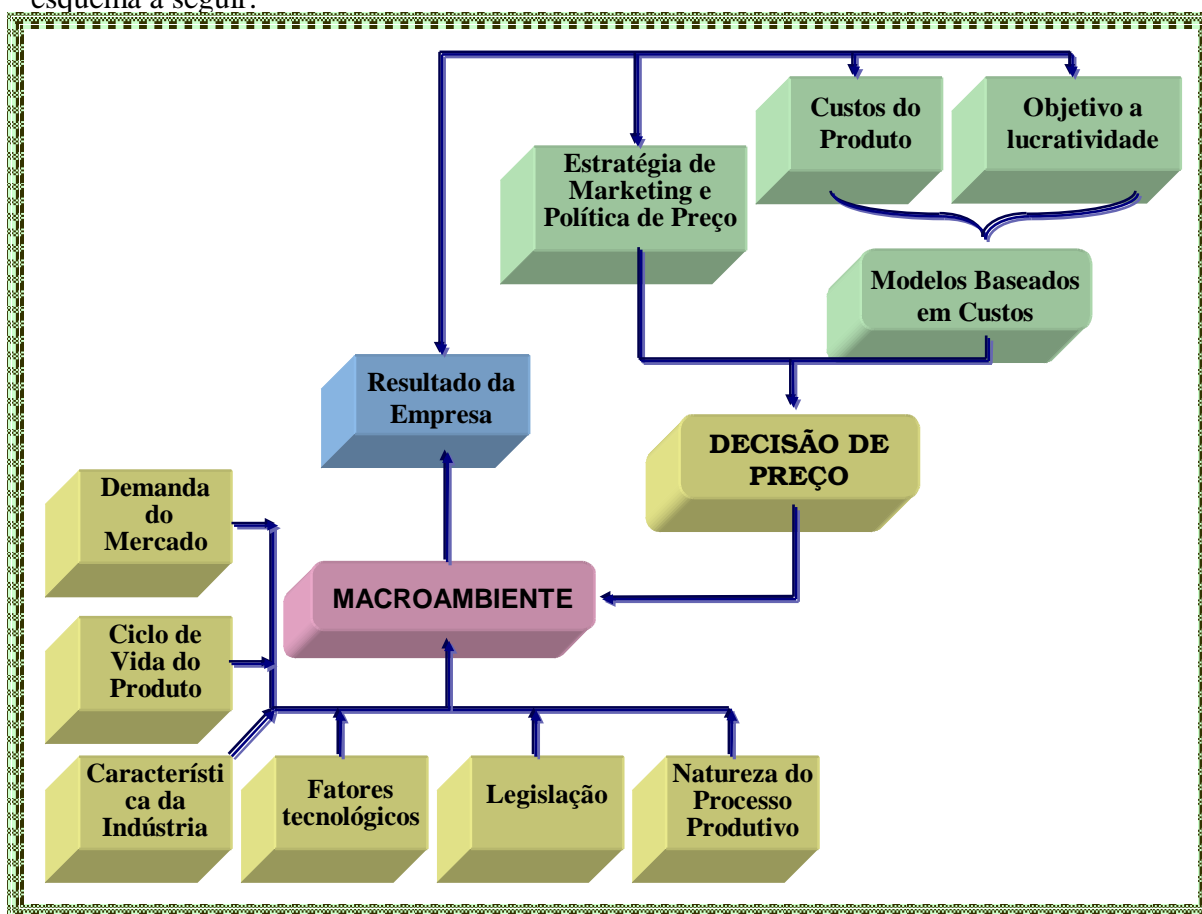 esquema a seguir:
Custos do
Produto
Objetivo a
lucratividade
Estratégia de
Marketing e
Política de Preço
Modelos Baseados
em Custos
Resultado da
Empresa
DECISÃO DE
PREÇO
Demanda
do
Mercado
MACROAMBIENTE
Ciclo de
Vida do
Produto
Característi
ca da
Indústria
Fatores
tecnológicos
Legislação
Natureza do
Processo
Produtivo